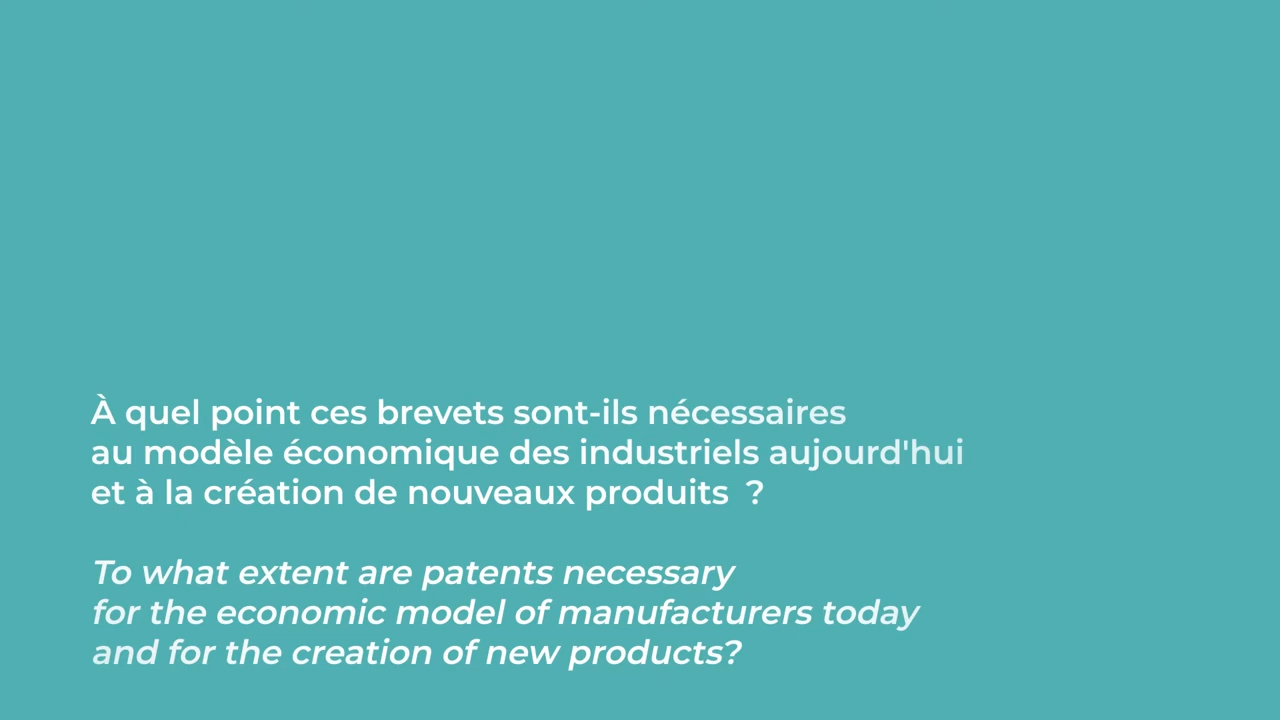 À quel point ces brevets sont-ils nécessaires
au modèle économique des industriels aujourd'hui
et à la création de nouveaux produits  ?
To what extent are patents necessary
for the economic model of manufacturers today
and for the creation of new products?